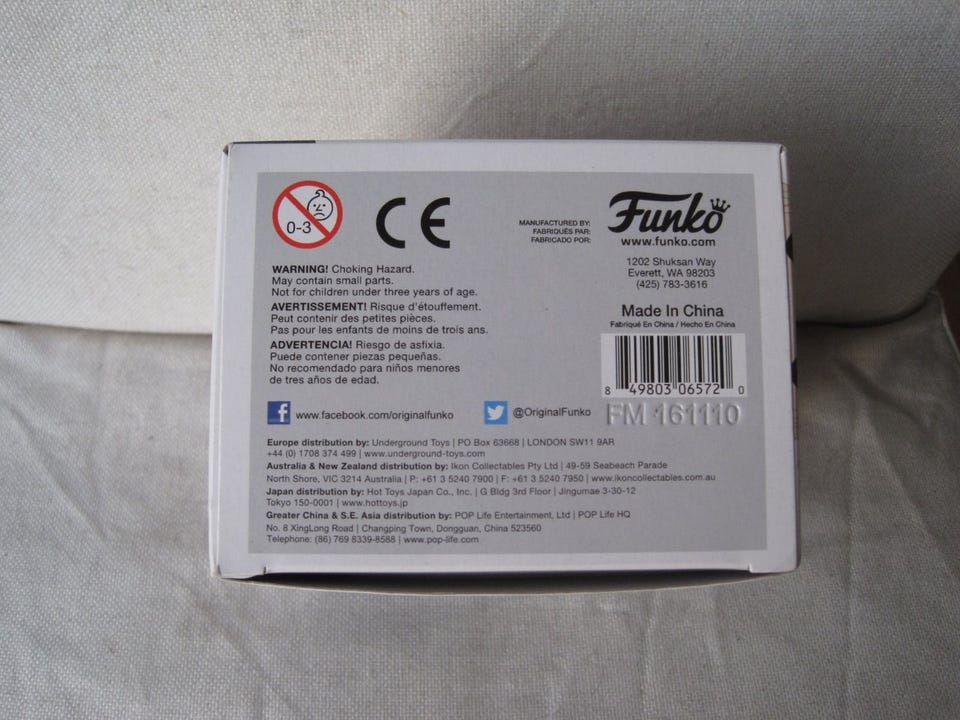 0-3
CE
MANUFACTURED BY:
FABRIQUÉS PAR:
FABRICADO POR:
Funko
www.funko.com
1202 Shuksan Way
Everett, WA 98203
(425) 783-3616
WARNING! Choking Hazard.
May contain small parts.
Not for children under three years of age.
AVERTISSEMENT! Risque d'étouffement.
Peut contenir des petites pièces.
Pas pour les enfants de moins de trois ans.
ADVERTENCIA! Riesgo de asfixia.
Puede contener piezas pequeñas.
No recomendado para niños menores
de tres años de edad.
Made In China
Fabriqué En China / Hecho En China
8 49803 06572 0
FM 161110
www.facebook.com/originalfunko
@OriginalFunko
Europe distribution by: Underground Toys | PO Box 63668 | LONDON SW11 9AR
+44 (0) 1708 374 499 | www.underground-toys.com
Australia & New Zealand distribution by: Ikon Collectables Pty Ltd | 49-59 Seabeach Parade
North Shore, VIC 3214 Australia | P: +61 3 5240 7900 | F: +61 3 5240 7950 | www.ikoncollectables.com.au
Japan distribution by: Hot Toys Japan Co., Inc. | G Bldg 3rd Floor | Jingumae 3-30-12
Tokyo 150-0001 | www.hottoys.jp
Greater China & S.E. Asia distribution by: POP Life Entertainment, Ltd | POP Life HQ
No. 8 XingLong Road | Changping Town, Dongguan, China 523560
Telephone: (86) 769 8339-8588 | www.pop-life.com